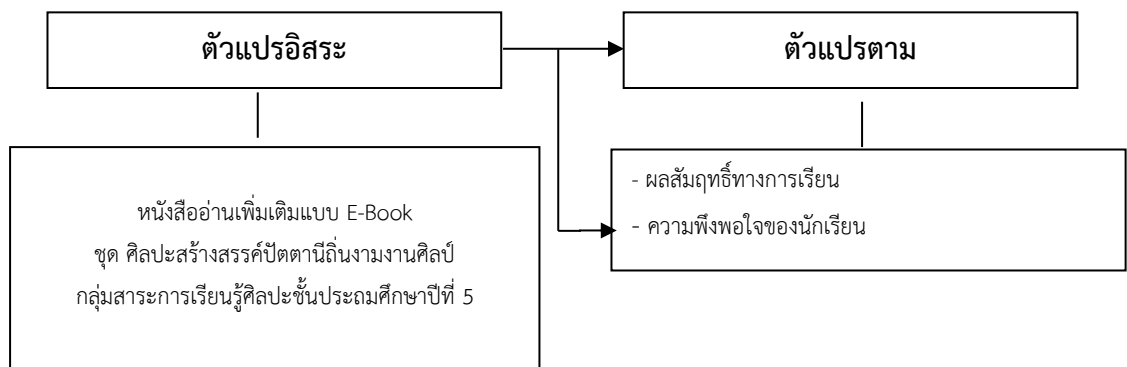 ตัวแปรอิสระ
ตัวแปรตาม
หนังสืออ่านเพิ่มเติมแบบ E-Book
ชุด ศิลปะสร้างสรรค์ปัตตานีถิ่นงามงานศิลป์
กลุ่มสาระการเรียนรู้ศิลปะชั้นประถมศึกษาปีที่ 5
- ผลสัมฤทธิ์ทางการเรียน
- ความพึงพอใจของนักเรียน